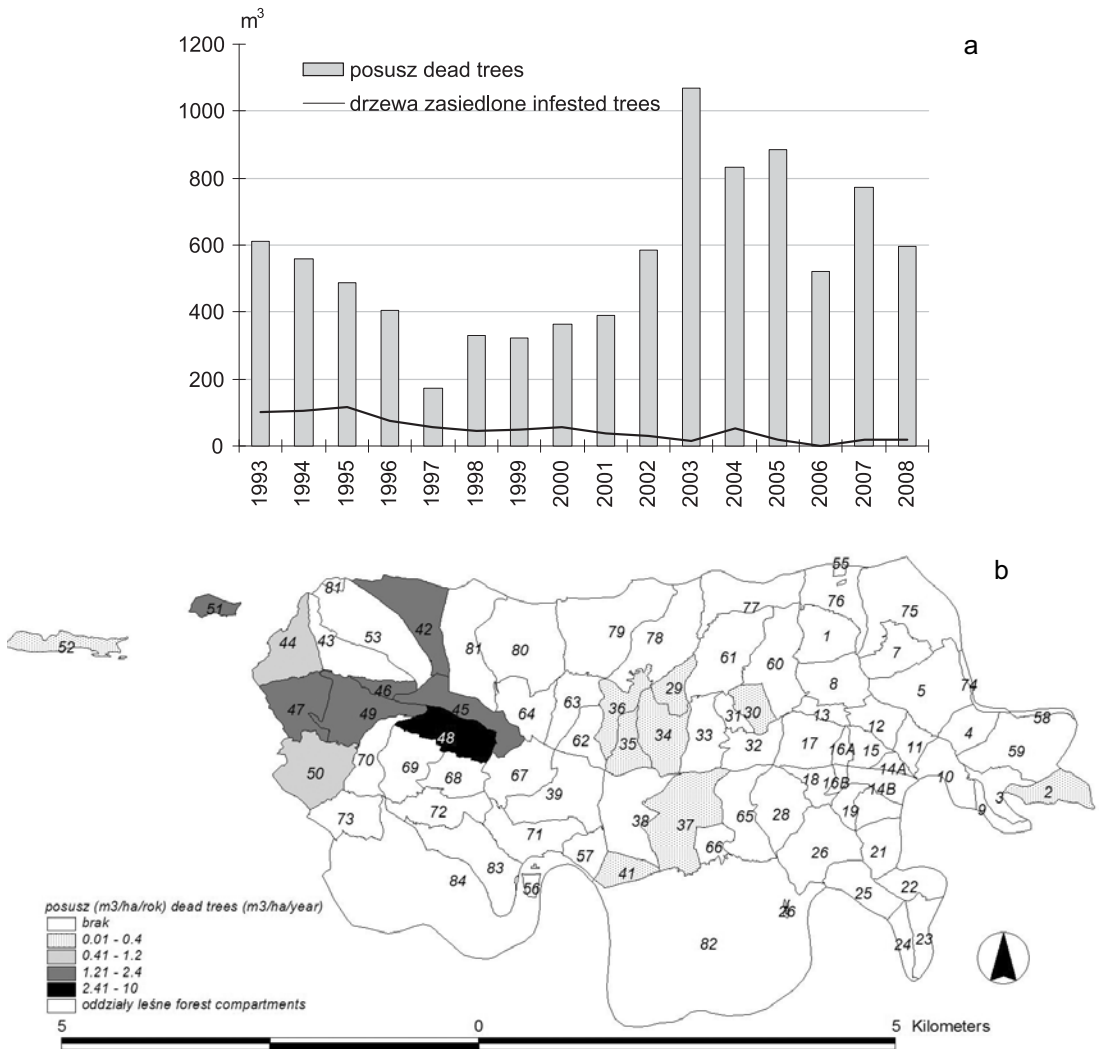 m³
a
1200
posusz dead trees
drzewa zasiedlone infested trees
1000
800
600
400
200
0
1993 1994 1995 1996 1997 1998 1999 2000 2001 2002 2003 2004 2005 2006 2007 2008
b
55
81
51
76
75
77
42
79
78
44 43 53 81 80 1
52
61 60 7
46 29 8 5 74
47 49 45 64 63 36 30 58
48 62 35 34 33 31 13 12 4
32 17 16A 15 11 59
50 70 69 68 67 18 16B 14A 10 2
39 14B 3
73 72 38 37 65 28 19 9
71 66
57 26 21
84 83 41
56 25 22
26
82 24 23
posusz (m3/ha/rok) dead trees (m3/ha/year)
brak
0.01 - 0.4
0.41 - 1.2
1.21 - 2.4
2.41 - 10
oddziały leśne forest compartments
5 0 5 Kilometers